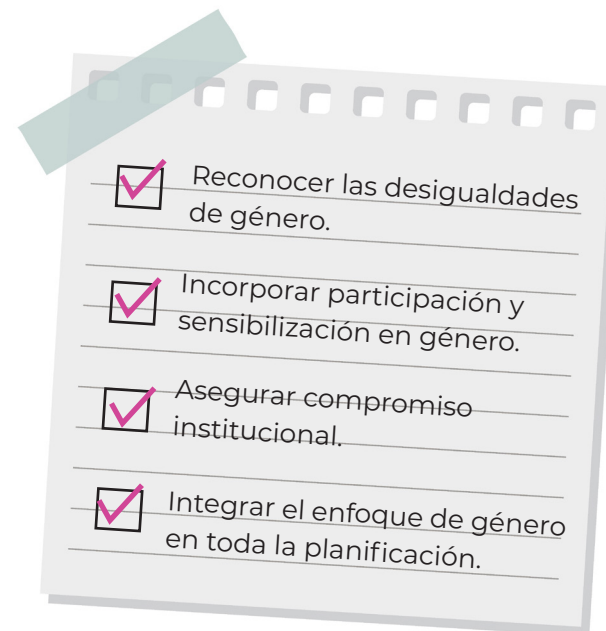 Reconocer las desigualdades
de género.
Incorporar participación y
sensibilización en género.
Asegurar compromiso
institucional.
Integrar el enfoque de género
en toda la planificación.